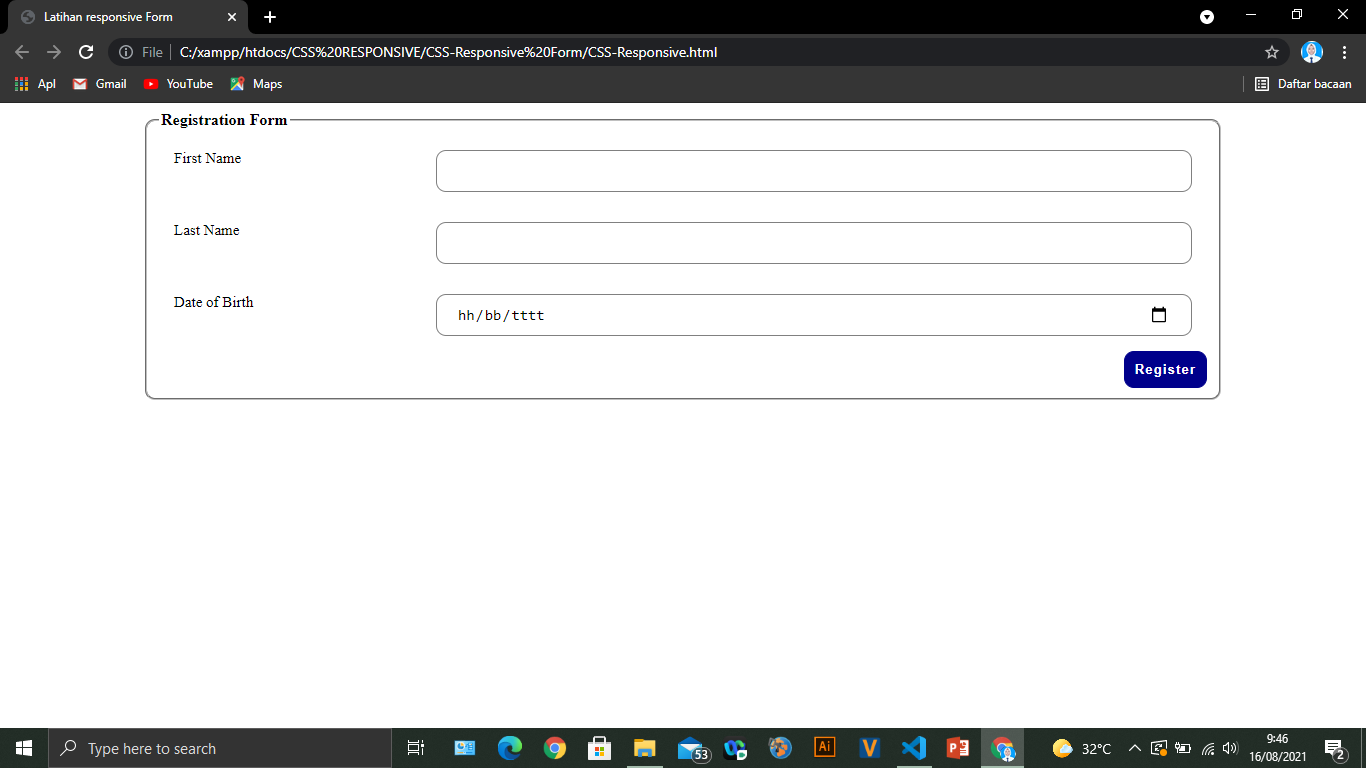 Latihan responsive Form
File
C:/xampp/htdocs/CSS%20RESPONSIVE/CSS-Responsive%20Form/CSS-Responsive.html
Apl
Gmail
YouTube
Maps
Daftar bacaan
Registration Form
First Name
Last Name
Date of Birth
hh/bb/tttt
Register
Type here to search
53
Ai
32°C
9:46
16/08/2021
2